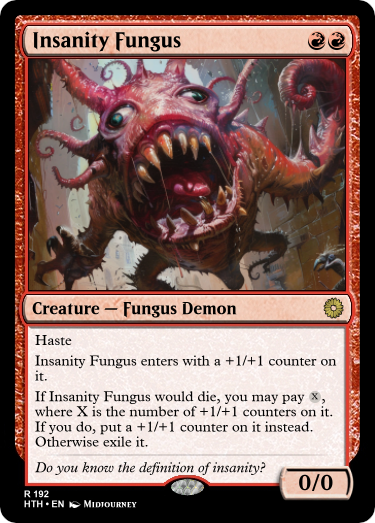 Insanity Fungus
Creature — Fungus Demon
Haste
Insanity Fungus enters with a +1/+1 counter on
it.
If Insanity Fungus would die, you may pay X,
where X is the number of +1/+1 counters on it.
If you do, put a +1/+1 counter on it instead.
Otherwise exile it.
Do you know the definition of insanity?
0/0
R 192
HTH • EN Midjourney